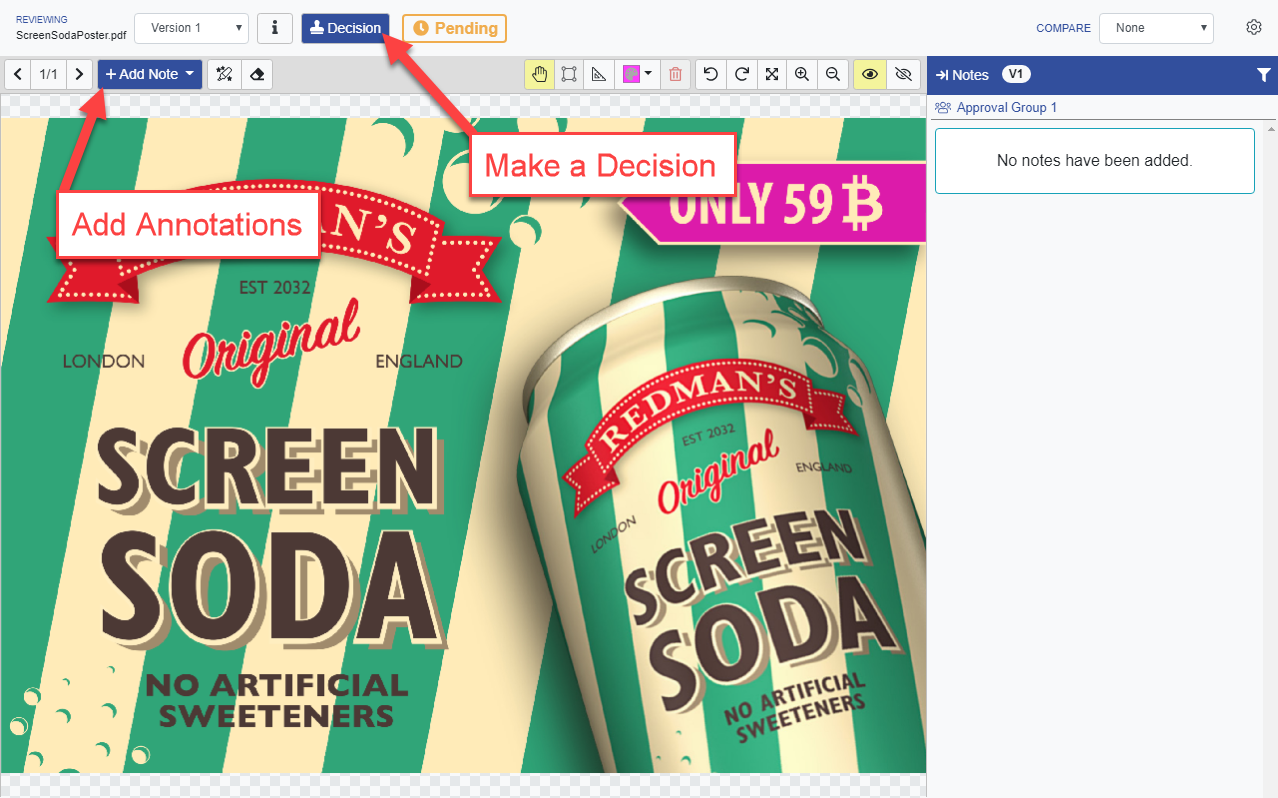 REVIEWING
ScreenSodaPoster.pdf
Version 1
i
Decision
Pending
COMPARE
None
1/1
+ Add Note
Notes
V1
Approval Group 1
No notes have been added.
Make a Decision
Add Annotations
ONLY 59 ₿
MAN'S
EST 2032
Original
LONDON
ENGLAND
SCREEN
SODA
NO ARTIFICIAL
SWEETENERS
REDMAN'S
EST 2032
Original
LONDON
ENGLAND
SCREEN
SODA
NO ARTIFICIAL
SWEETENERS